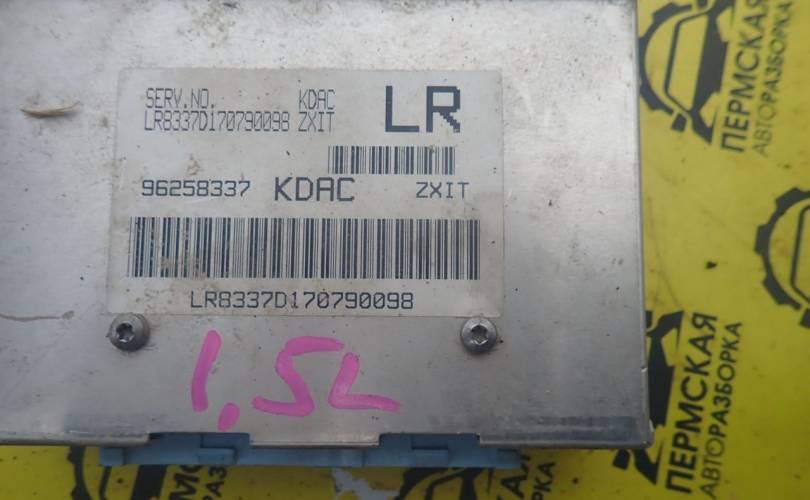 SERV.NO. KDAC
LR8337D170790098 ZXIT
LR
96258337 KDAC ZXIT
LR8337D170790098
1,5L
ПЕРМСКАЯ
АВТОРАЗБОРКА
ПЕРМСКАЯ
АВТОРАЗБОРКА